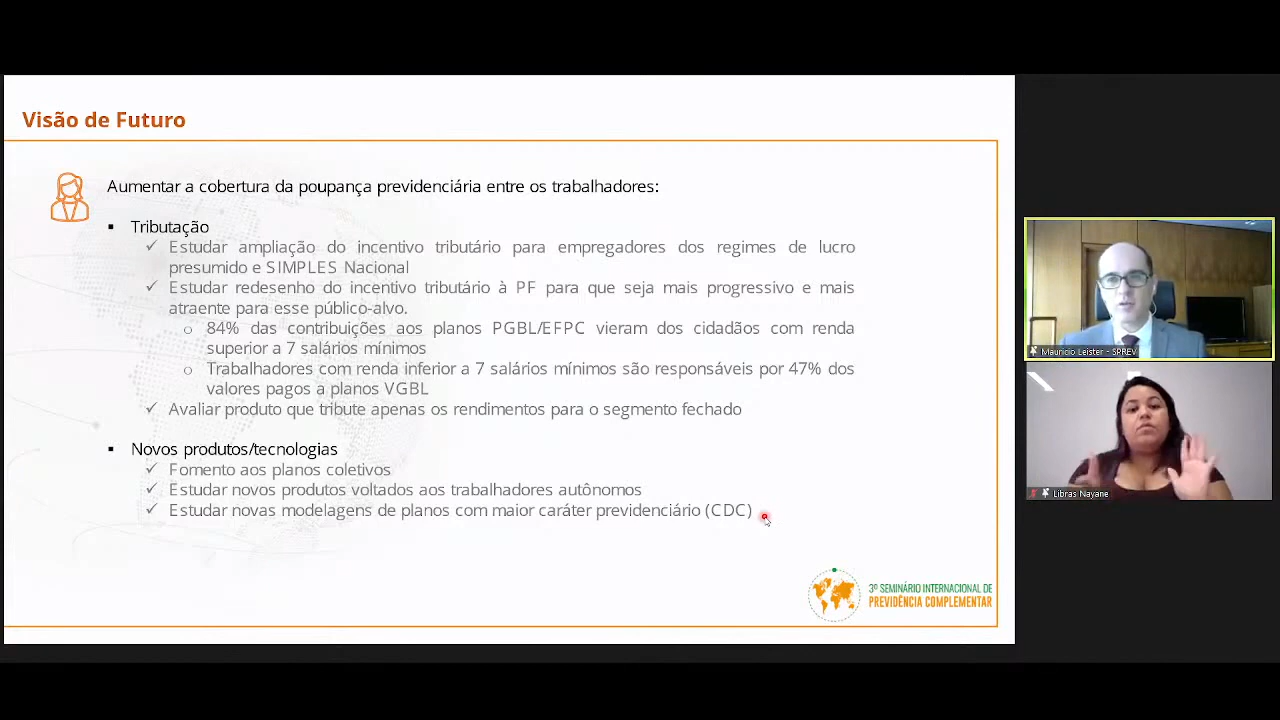 Visão de Futuro
Aumentar a cobertura da poupança previdenciária entre os trabalhadores:
▪ Tributação
✓ Estudar ampliação do incentivo tributário para empregadores dos regimes de lucro
presumido e SIMPLES Nacional
✓ Estudar redesenho do incentivo tributário à PF para que seja mais progressivo e mais
atraente para esse público-alvo.
o 84% das contribuições aos planos PGBL/EFPC vieram dos cidadãos com renda
superior a 7 salários mínimos
o Trabalhadores com renda inferior a 7 salários mínimos são responsáveis por 47% dos
valores pagos a planos VGBL
✓ Avaliar produto que tribute apenas os rendimentos para o segmento fechado
▪ Novos produtos/tecnologias
✓ Fomento aos planos coletivos
✓ Estudar novos produtos voltados aos trabalhadores autônomos
✓ Estudar novas modelagens de planos com maior caráter previdenciário (CDC)
3º SEMINÁRIO INTERNACIONAL DE
PREVIDÊNCIA COMPLEMENTAR
Mauricio Leister - SPREV
Libras Nayane